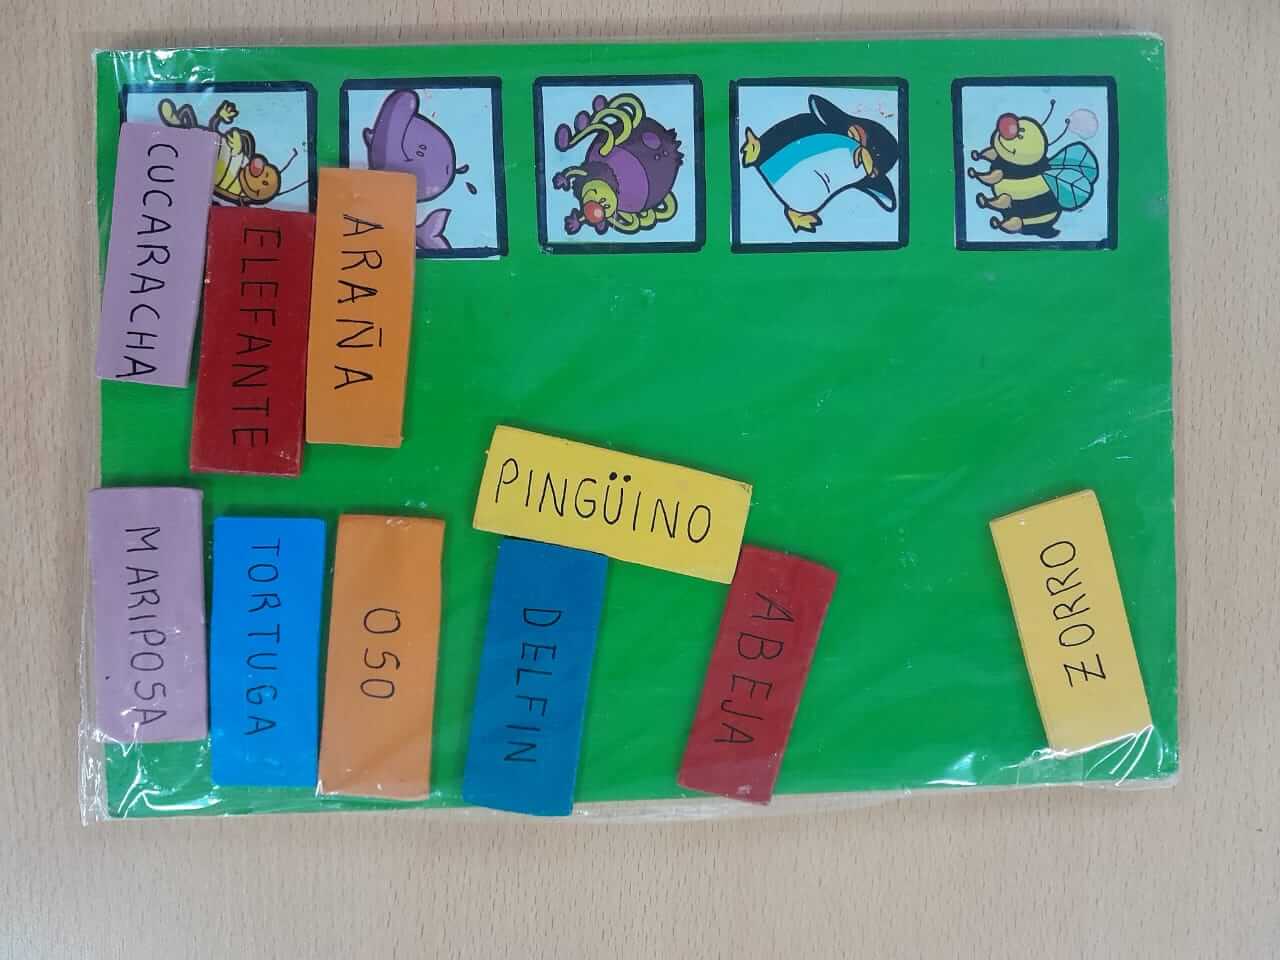 CUCARACHA
ELEFANTE
ARAÑA
PINGÜINO
MARIPOSA
TORTUGA
OSO
DELFIN
ABEJA
ZORRO